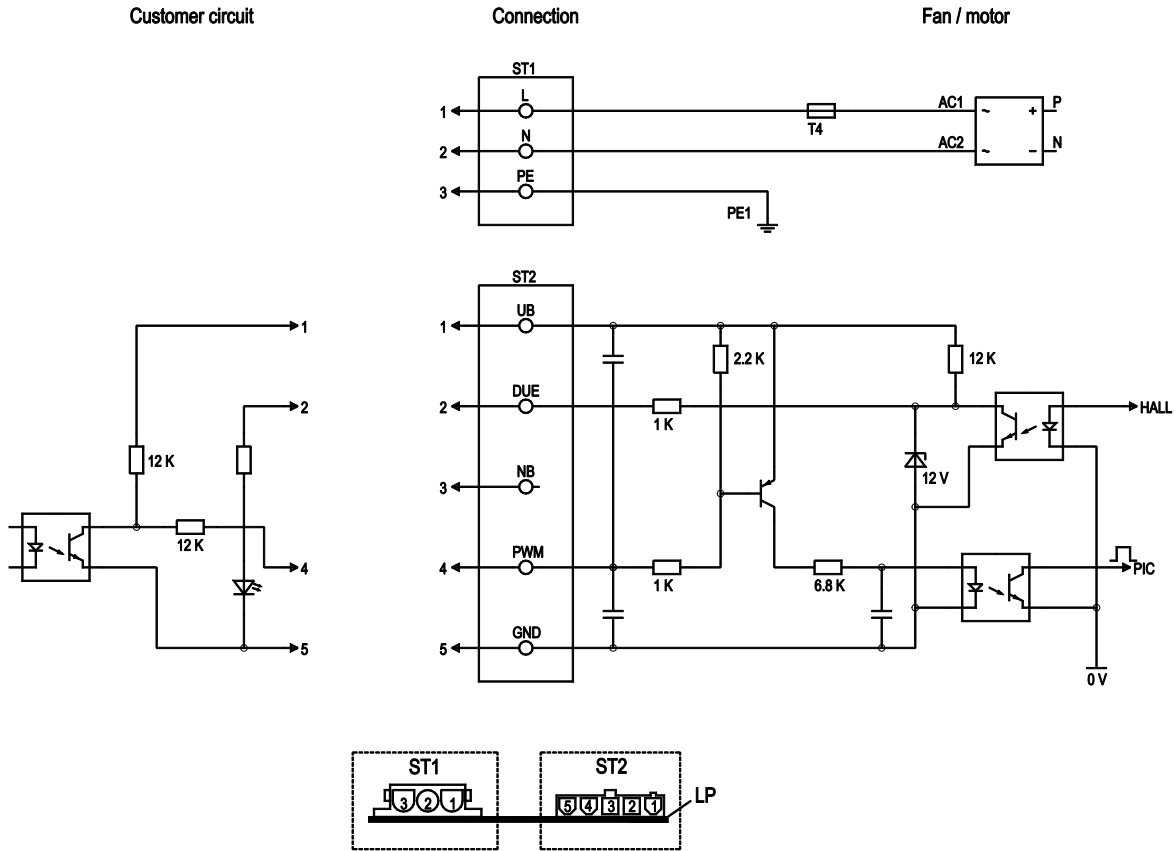 Customer circuit
Connection
Fan / motor
ST1
L
1
AC1
P
~
+
T4
N
2
AC2
N
~
−
PE
3
PE1
ST2
UB
1
1
2.2 K
12 K
DUE
2
2
HALL
1 K
12 K
NB
3
12 V
12 K
PWM
4
4
1 K
6.8 K
PIC
GND
5
5
0 V
ST1
ST2
LP
3 2 1
5 4 3 2 1